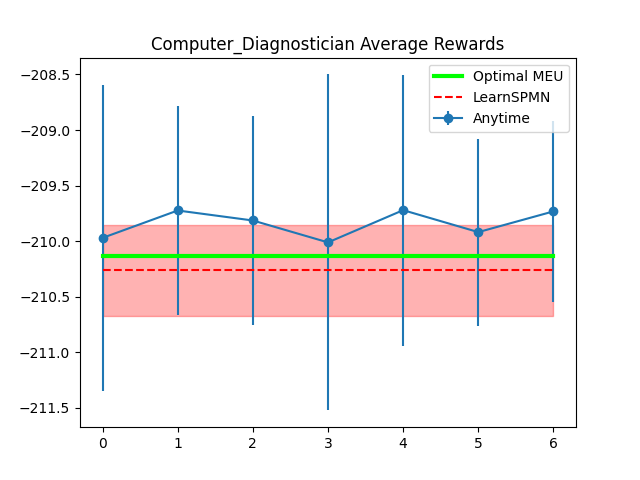 Computer_Diagnostician Average Rewards
Optimal MEU
LearnSPMN
Anytime
−208.5
−209.0
−209.5
−210.0
−210.5
−211.0
−211.5
0 1 2 3 4 5 6